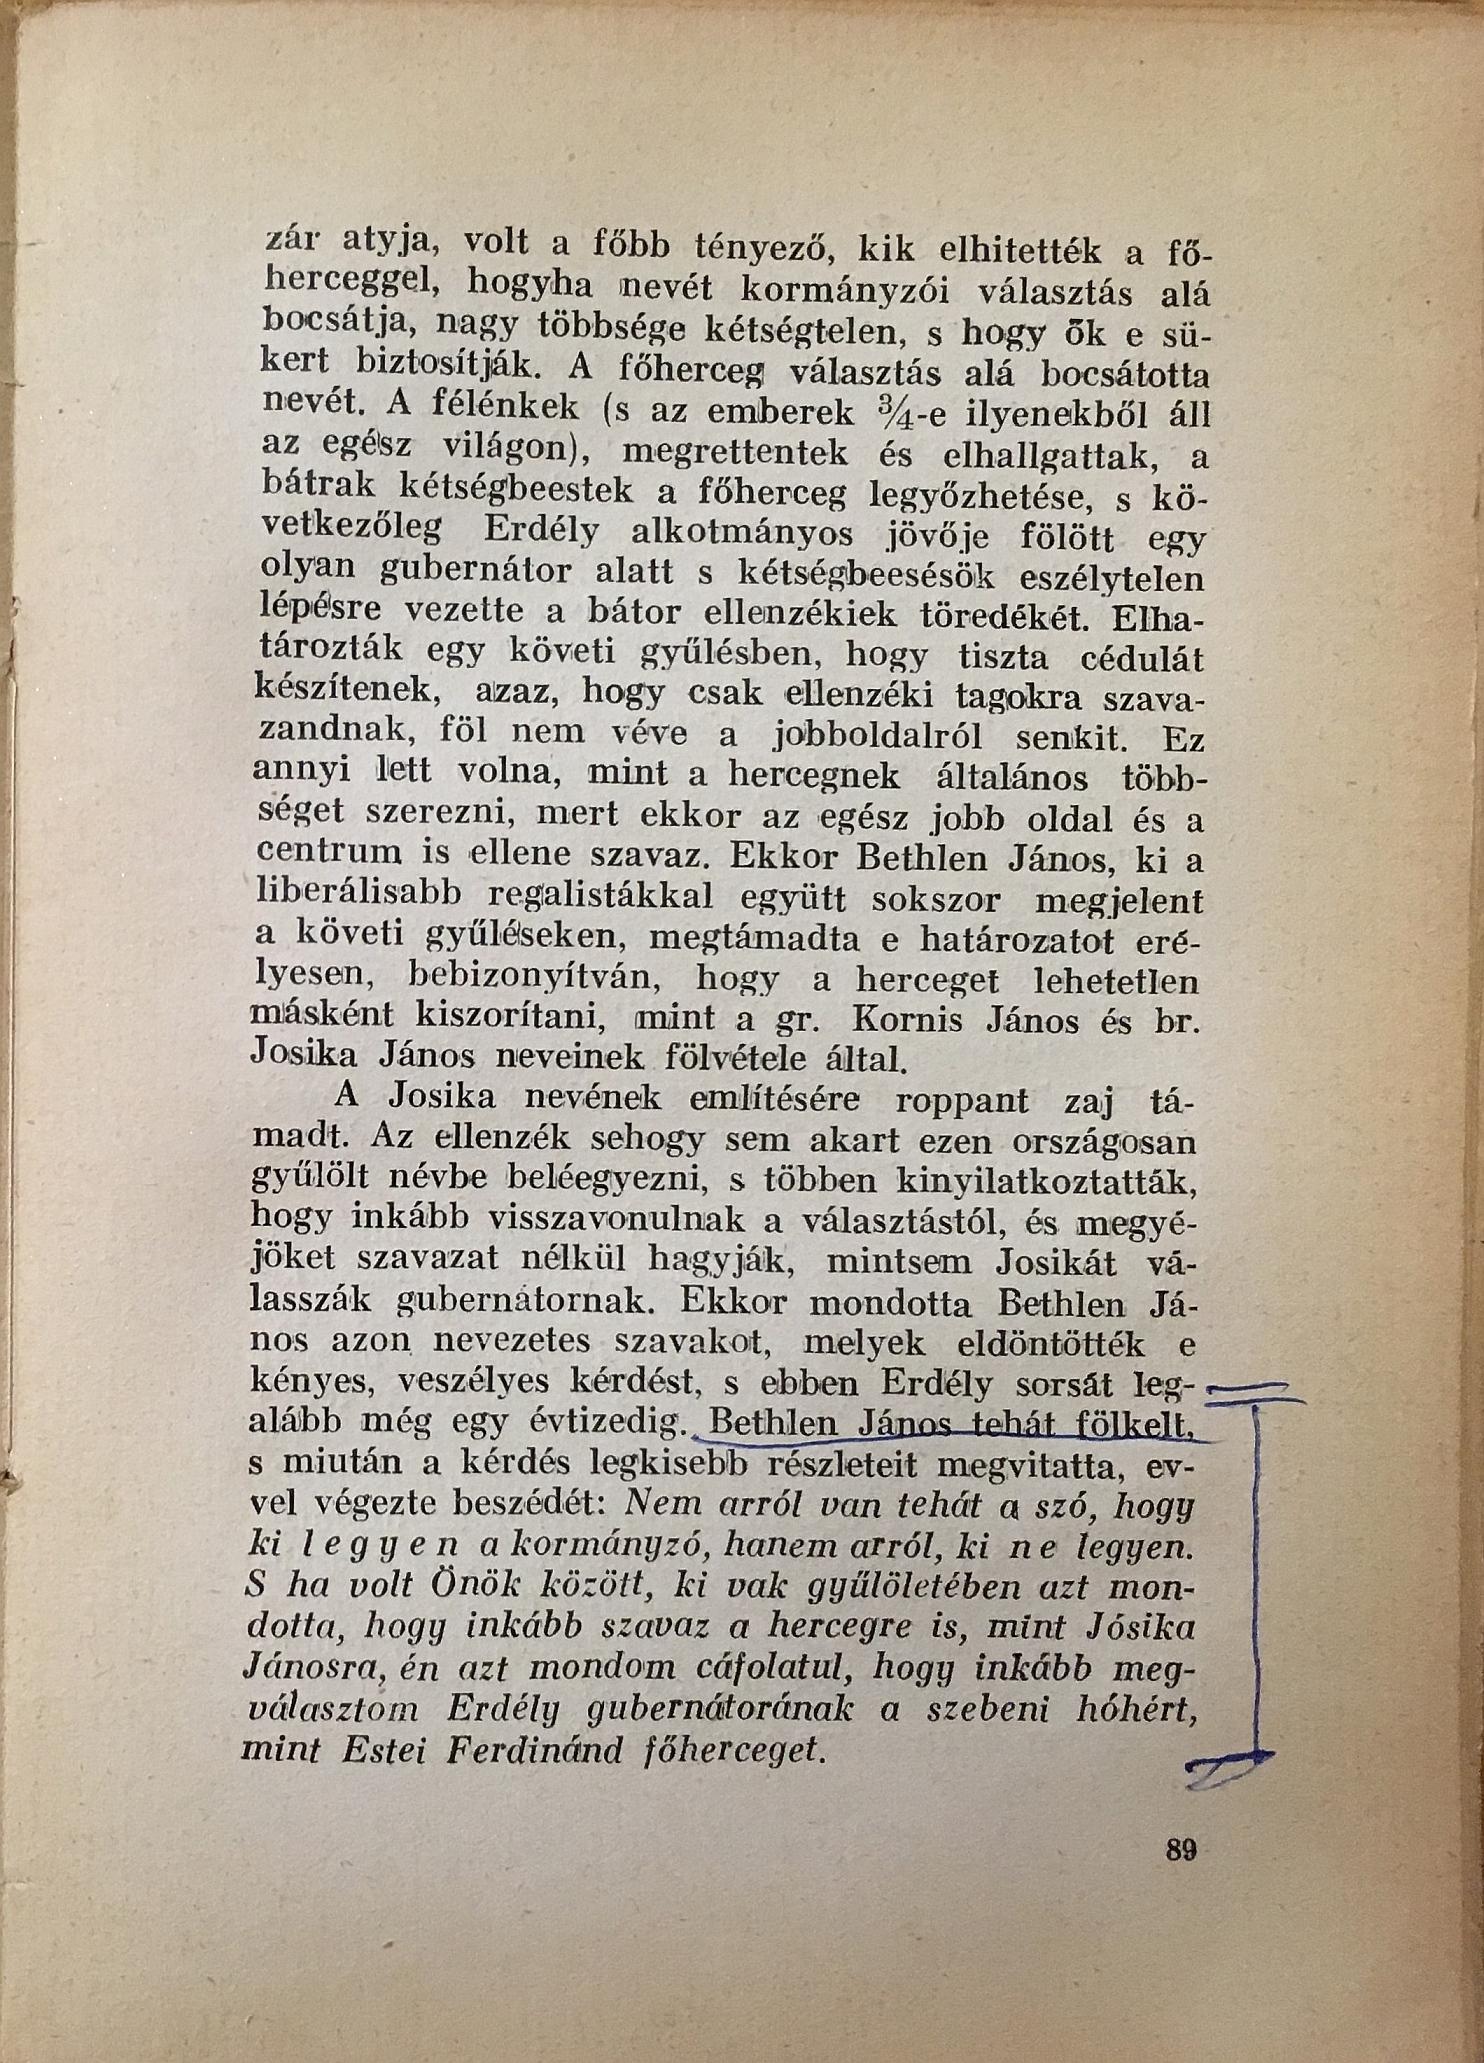 zár atyja, volt a főbb tényező, kik elhitették a fő-
herceggel, hogyha nevét kormányzói választás alá
bocsátja, nagy többsége kétségtelen, s hogy ők e sü-
kert biztosítják. A főherceg választás alá bocsátotta
nevét. A félénkek (s az emberek ¾-e ilyenekből áll
az egész világon), megrettentek és elhallgattak, a
bátrak kétségbeestek a főherceg legyőzhetése, s kö-
vetkezőleg Erdély alkotmányos jövője fölött egy
olyan gubernátor alatt s kétségbeesésök eszélytelen
lépésre vezette a bátor ellenzékiek töredékét. Elha-
tározták egy követi gyűlésben, hogy tiszta cédulát
készítenek, azaz, hogy csak ellenzéki tagokra szava-
zandnak, föl nem véve a jobboldalról senkit. Ez
annyi lett volna, mint a hercegnek általános több-
séget szerezni, mert ekkor az egész jobb oldal és a
centrum is ellene szavaz. Ekkor Bethlen János, ki a
liberálisabb regalistákkal együtt sokszor megjelent
a követi gyűléseken, megtámadta e határozatot eré-
lyesen, bebizonyítván, hogy a herceget lehetetlen
másként kiszorítani, mint a gr. Kornis János és br.
Josika János neveinek fölvétele által.
A Josika nevének említésére roppant zaj tá-
madt. Az ellenzék sehogy sem akart ezen országosan
gyűlölt névbe beléegyezni, s többen kinyilatkoztatták,
hogy inkább visszavonulnak a választástól, és megyé-
jöket szavazat nélkül hagyják, mintsem Josikát vá-
lasszák gubernátornak. Ekkor mondotta Bethlen Já-
nos azon nevezetes szavakot, melyek eldöntötték e
kényes, veszélyes kérdést, s ebben Erdély sorsát leg-
alább még egy évtizedig. Bethlen János tehát fölkelt,
s miután a kérdés legkisebb részleteit megvitatta, ev-
vel végezte beszédét: Nem arról van tehát a szó, hogy
ki l e g y e n a kormányzó, hanem arról, ki n e legyen.
S ha volt Önök között, ki vak gyűlöletében azt mon-
dotta, hogy inkább szavaz a hercegre is, mint Jósika
Jánosra, én azt mondom cáfolatul, hogy inkább meg-
választom Erdély gubernátorának a szebeni hóhért,
mint Estei Ferdinánd főherceget.
89